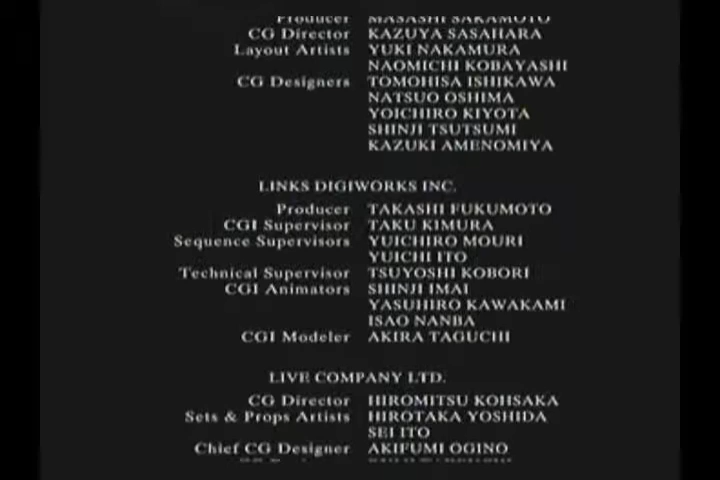 Producer MASASHI SAKAMOTO
CG Director KAZUYA SASAHARA
Layout Artists YUKI NAKAMURA
NAOMICHI KOBAYASHI
CG Designers TOMOHISA ISHIKAWA
NATSUO OSHIMA
YOICHIRO KIYOTA
SHINJI TSUTSUMI
KAZUKI AMENOMIYA
LINKS DIGIWORKS INC.
Producer TAKASHI FUKUMOTO
CGI Supervisor TAKU KIMURA
Sequence Supervisors YUICHIRO MOURI
YUICHI ITO
Technical Supervisor TSUYOSHI KOBORI
CGI Animators SHINJI IMAI
YASUHIRO KAWAKAMI
ISAO NANBA
CGI Modeler AKIRA TAGUCHI
LIVE COMPANY LTD.
CG Director HIROMITSU KOHSAKA
Sets & Props Artists HIROTAKA YOSHIDA
SEI ITO
Chief CG Designer AKIFUMI OGINO